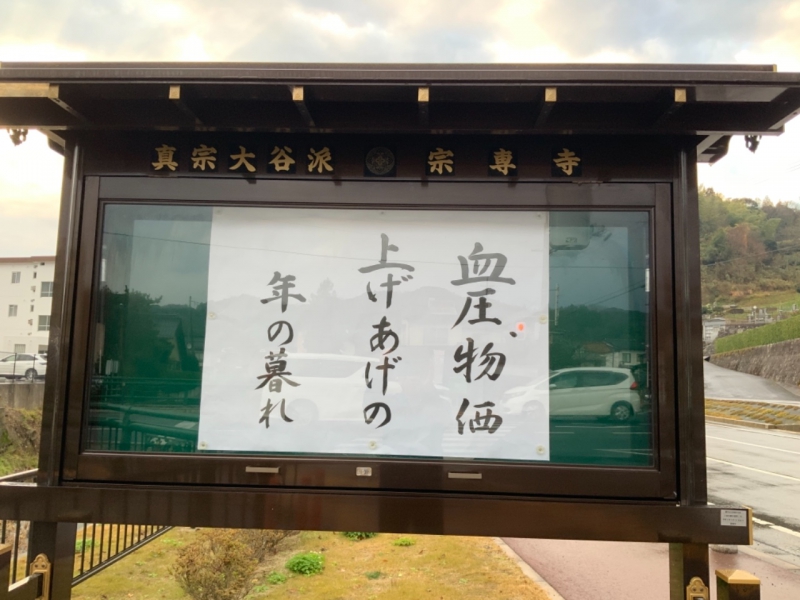 真宗大谷派 宗専寺
血圧、物価
上げあげの
年の暮れ